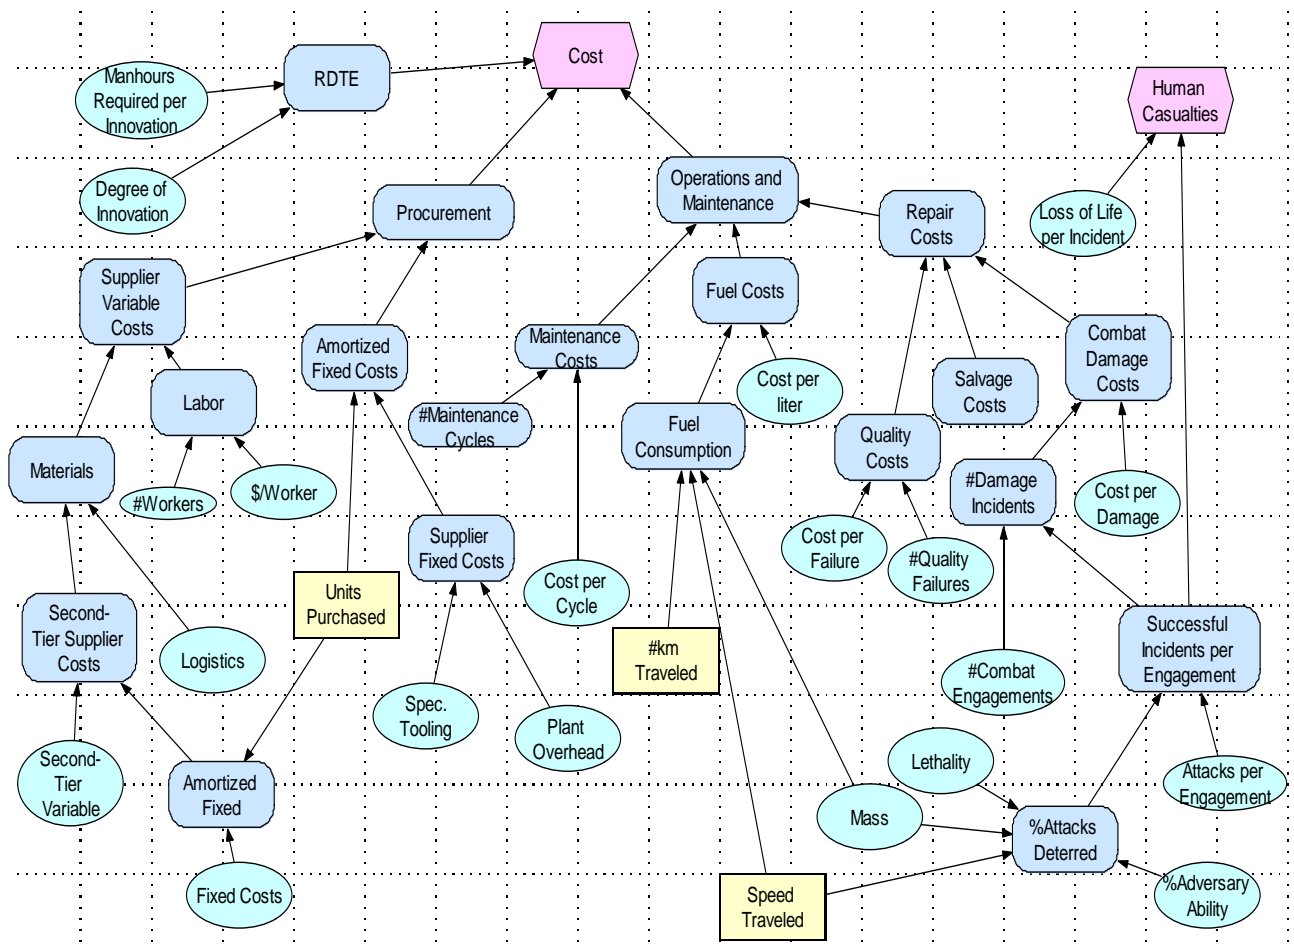 Cost
RDTE
Manhours
Required per
Innovation
Human
Casualties
Degree of
Innovation
Procurement
Operations and
Maintenance
Repair
Costs
Loss of Life
per Incident
Supplier
Variable
Costs
Fuel Costs
Amortized
Fixed Costs
Maintenance
Costs
Combat
Damage
Costs
Labor
#Maintenance
Cycles
Cost per
liter
Salvage
Costs
Materials
Fuel
Consumption
Quality
Costs
#Workers
$/Worker
#Damage
Incidents
Cost per
Damage
Supplier
Fixed Costs
Cost per
Failure
#Quality
Failures
Units
Purchased
Cost per
Cycle
Second-
Tier Supplier
Costs
Logistics
#km
Traveled
Successful
Incidents per
Engagement
#Combat
Engagements
Spec.
Tooling
Plant
Overhead
Second-
Tier
Variable
Amortized
Fixed
Lethality
Attacks per
Engagement
Mass
%Attacks
Deterred
Fixed Costs
Speed
Traveled
%Adversary
Ability